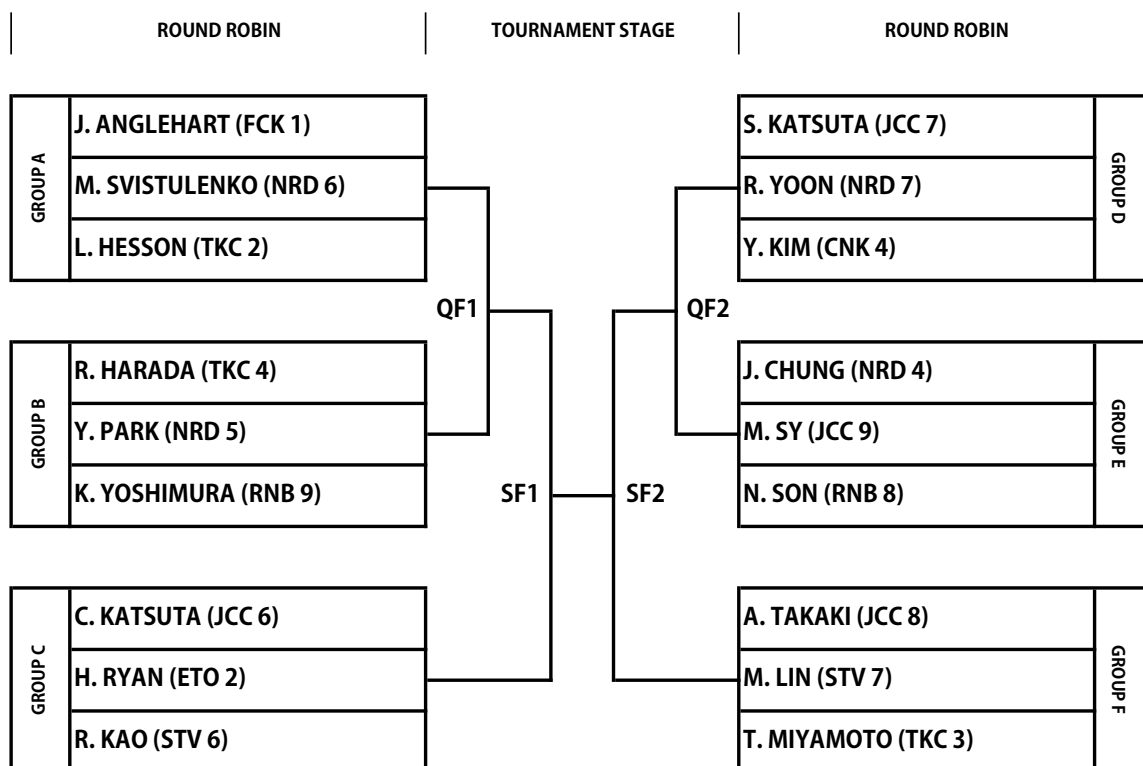 ROUND ROBIN
TOURNAMENT STAGE
ROUND ROBIN
GROUP A
J. ANGLEHART (FCK 1)
M. SVISTULENKO (NRD 6)
L. HESSON (TKC 2)
GROUP B
R. HARADA (TKC 4)
Y. PARK (NRD 5)
K. YOSHIMURA (RNB 9)
GROUP C
C. KATSUTA (JCC 6)
H. RYAN (ETO 2)
R. KAO (STV 6)
QF1
SF1
SF2
QF2
S. KATSUTA (JCC 7)
R. YOON (NRD 7)
Y. KIM (CNK 4)
GROUP D
J. CHUNG (NRD 4)
M. SY (JCC 9)
N. SON (RNB 8)
GROUP E
A. TAKAKI (JCC 8)
M. LIN (STV 7)
T. MIYAMOTO (TKC 3)
GROUP F